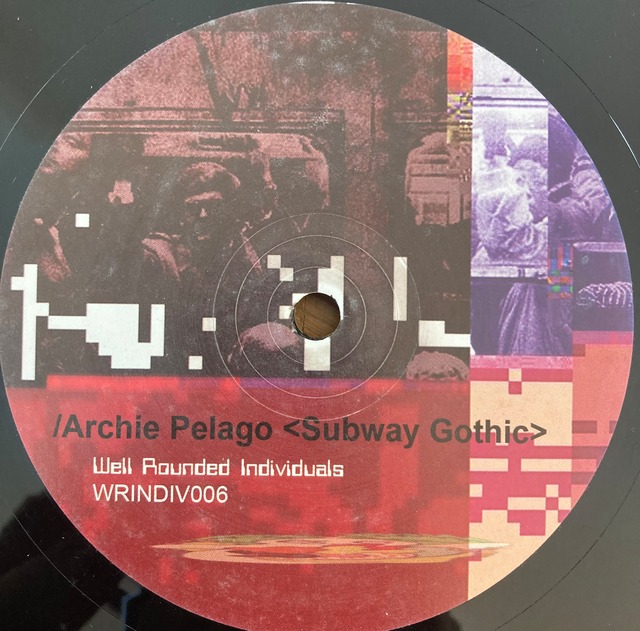 /Archie Pelago <Subway Gothic>
Well Rounded Individuals
WRINDIV006